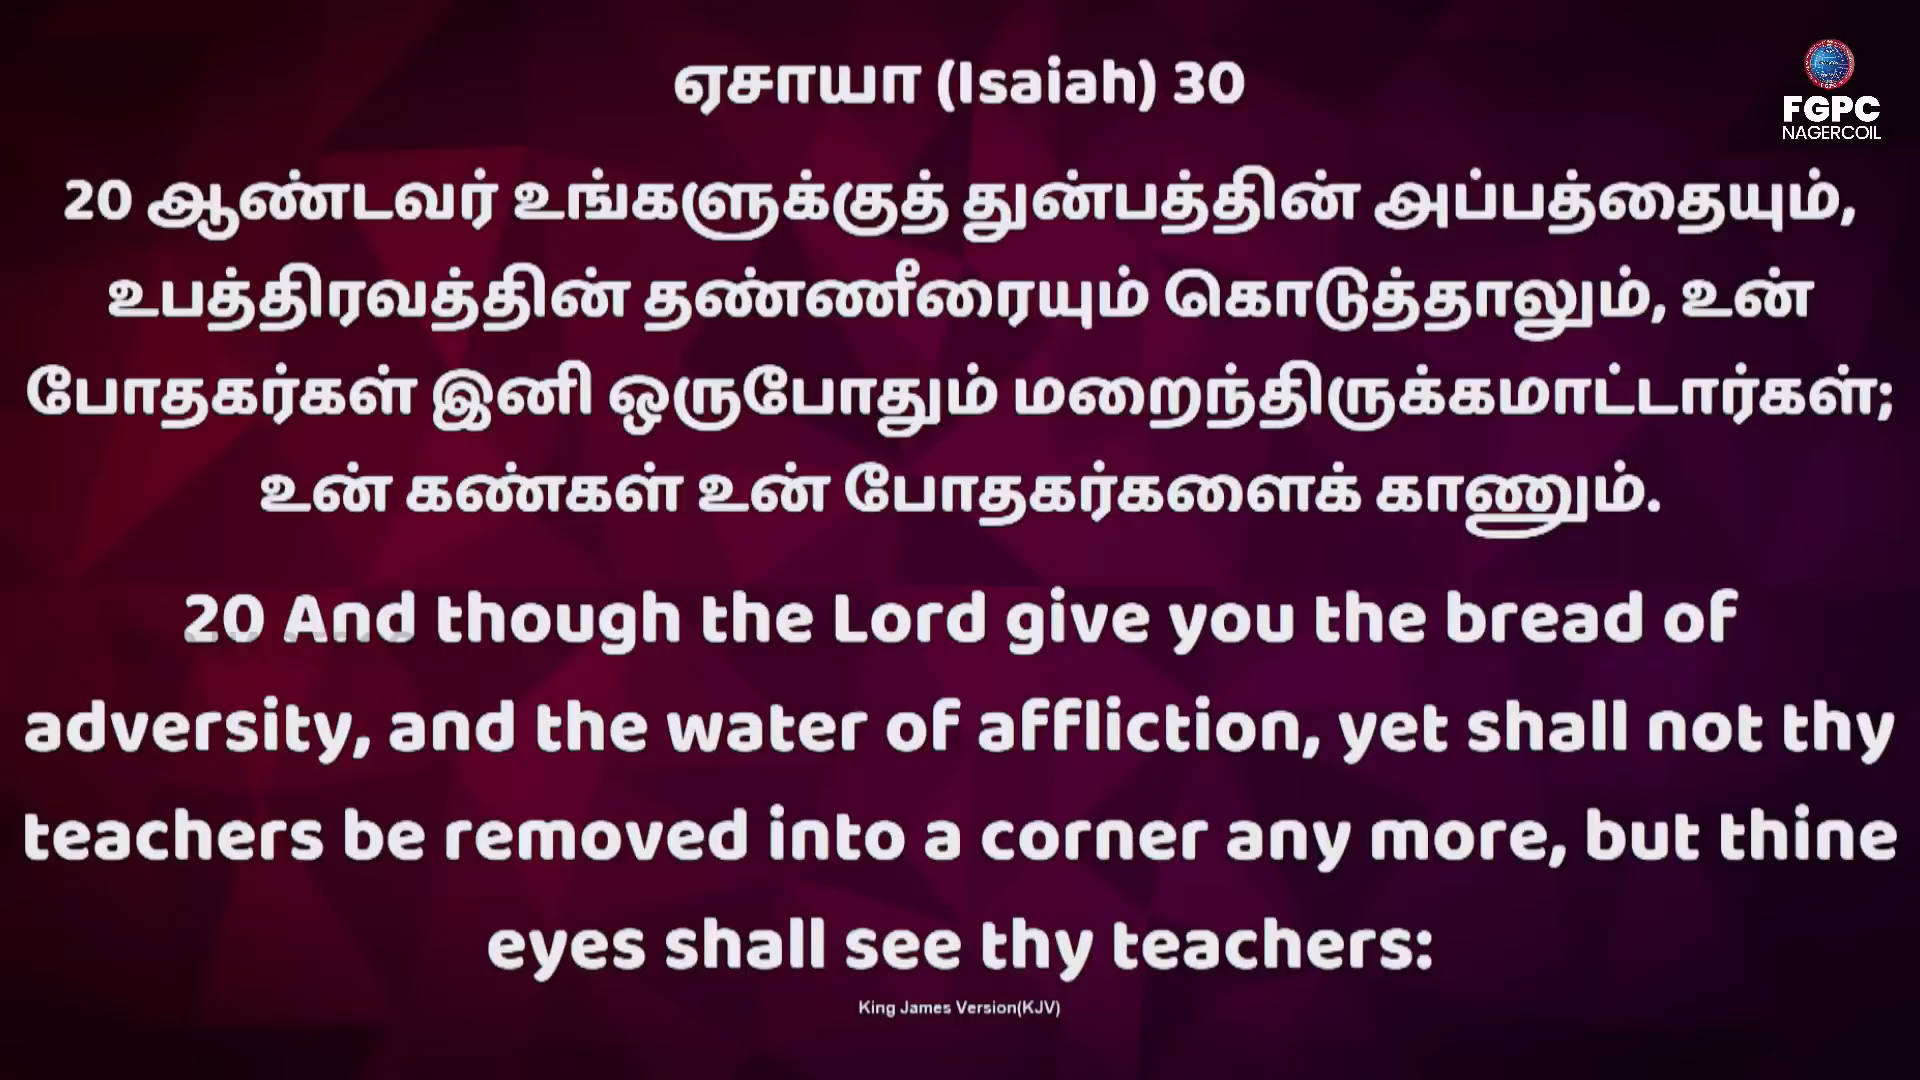 ஏசாயா (Isaiah) 30
FGPC
NAGERCOIL
20 ஆண்டவர் உங்களுக்குத் துன்பத்தின் அப்பத்தையும்,
உபத்திரவத்தின் தண்ணீரையும் கொடுத்தாலும், உன்
போதகர்கள் இனி ஒருபோதும் மறைந்திருக்கமாட்டார்கள்;
உன் கண்கள் உன் போதகர்களைக் காணும்.
20 And though the Lord give you the bread of
adversity, and the water of affliction, yet shall not thy
teachers be removed into a corner any more, but thine
eyes shall see thy teachers:
King James Version(KJV)